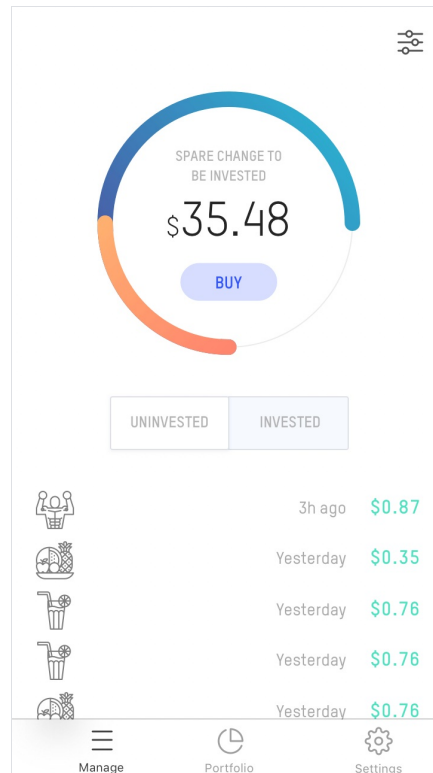 SPARE CHANGE TO
BE INVESTED
$35.48
BUY
UNINVESTED INVESTED
3h ago $0.87
Yesterday $0.35
Yesterday $0.76
Yesterday $0.76
Yesterday $0.76
Manage Portfolio Settings